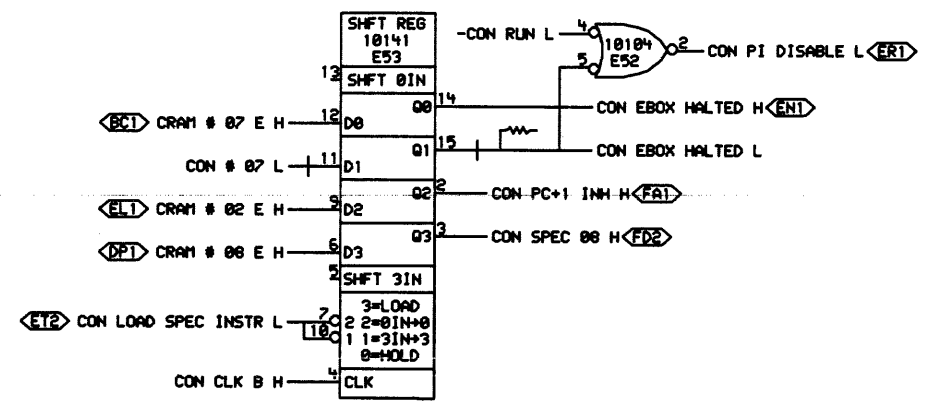 SHFT REG
10141
E53
13 SHFT 0IN
-CON RUN L 4
5
10104
E52
2 CON PI DISABLE L ER1
BC1 CRAM # 07 E H 12 D0
Q0 14 CON EBOX HALTED H EN1
CON # 07 L 11 D1
Q1 15 CON EBOX HALTED L
EL1 CRAM # 02 E H 9 D2
Q2 2 CON PC+1 INH H FA1
DP1 CRAM # 08 E H 6 D3
Q3 3 CON SPEC 08 H FD2
5 SHFT 3IN
3=LOAD
ET2 CON LOAD SPEC INSTR L 7 2 2=0IN→0
10 1 1=3IN→3
0=HOLD
CON CLK B H 4 CLK